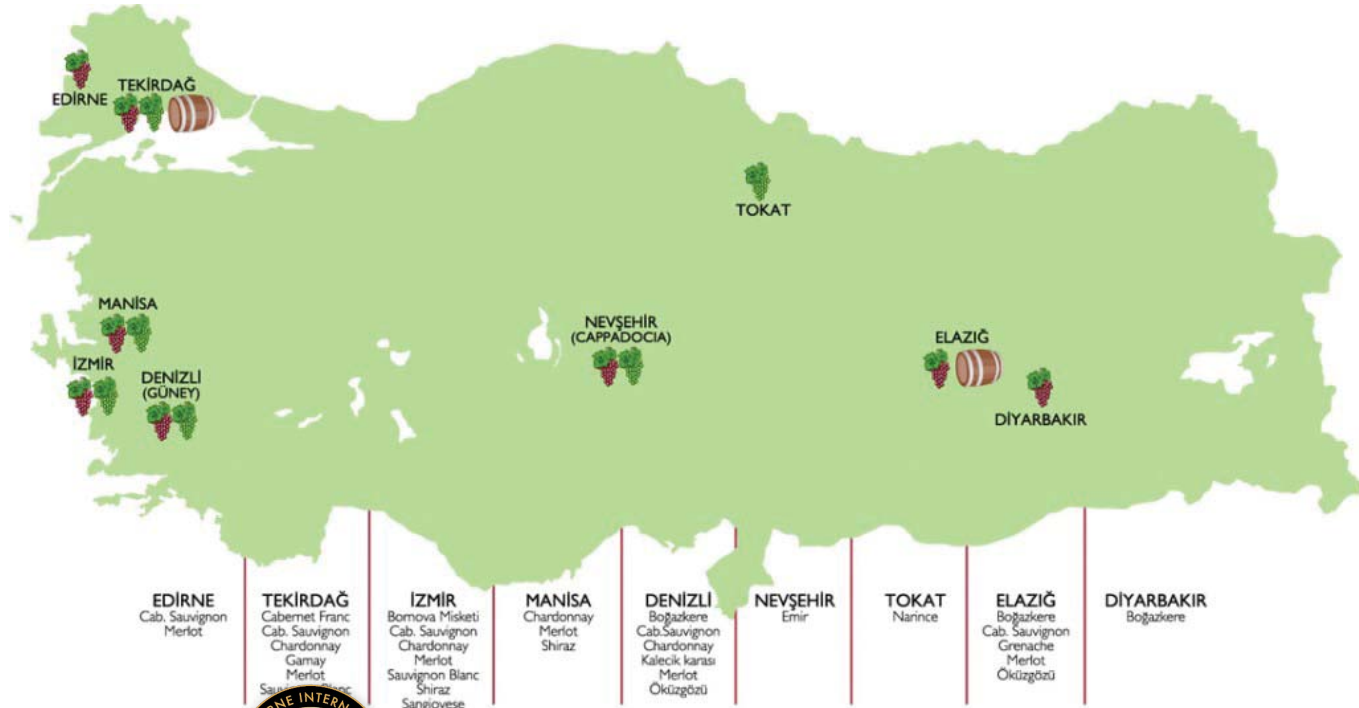 EDİRNE
TEKİRDAĞ
TOKAT
MANİSA
İZMİR
DENİZLİ
(GÜNEY)
NEVŞEHİR
(CAPPADOCIA)
ELAZIĞ
DİYARBAKIR
EDİRNE
Cab. Sauvignon
Merlot
TEKİRDAĞ
Cabernet Franc
Cab. Sauvignon
Chardonnay
Gamay
Merlot
Blanc
İZMİR
Bornova Misketi
Cab. Sauvignon
Chardonnay
Merlot
Sauvignon Blanc
Shiraz
Sangiovese
MANİSA
Chardonnay
Merlot
Shiraz
DENİZLİ
Boğazkere
Cab.Sauvignon
Chardonnay
Kalecik karası
Merlot
Öküzgözü
NEVŞEHİR
Emir
TOKAT
Narince
ELAZIĞ
Boğazkere
Cab. Sauvignon
Grenache
Merlot
Öküzgözü
DİYARBAKIR
Boğazkere